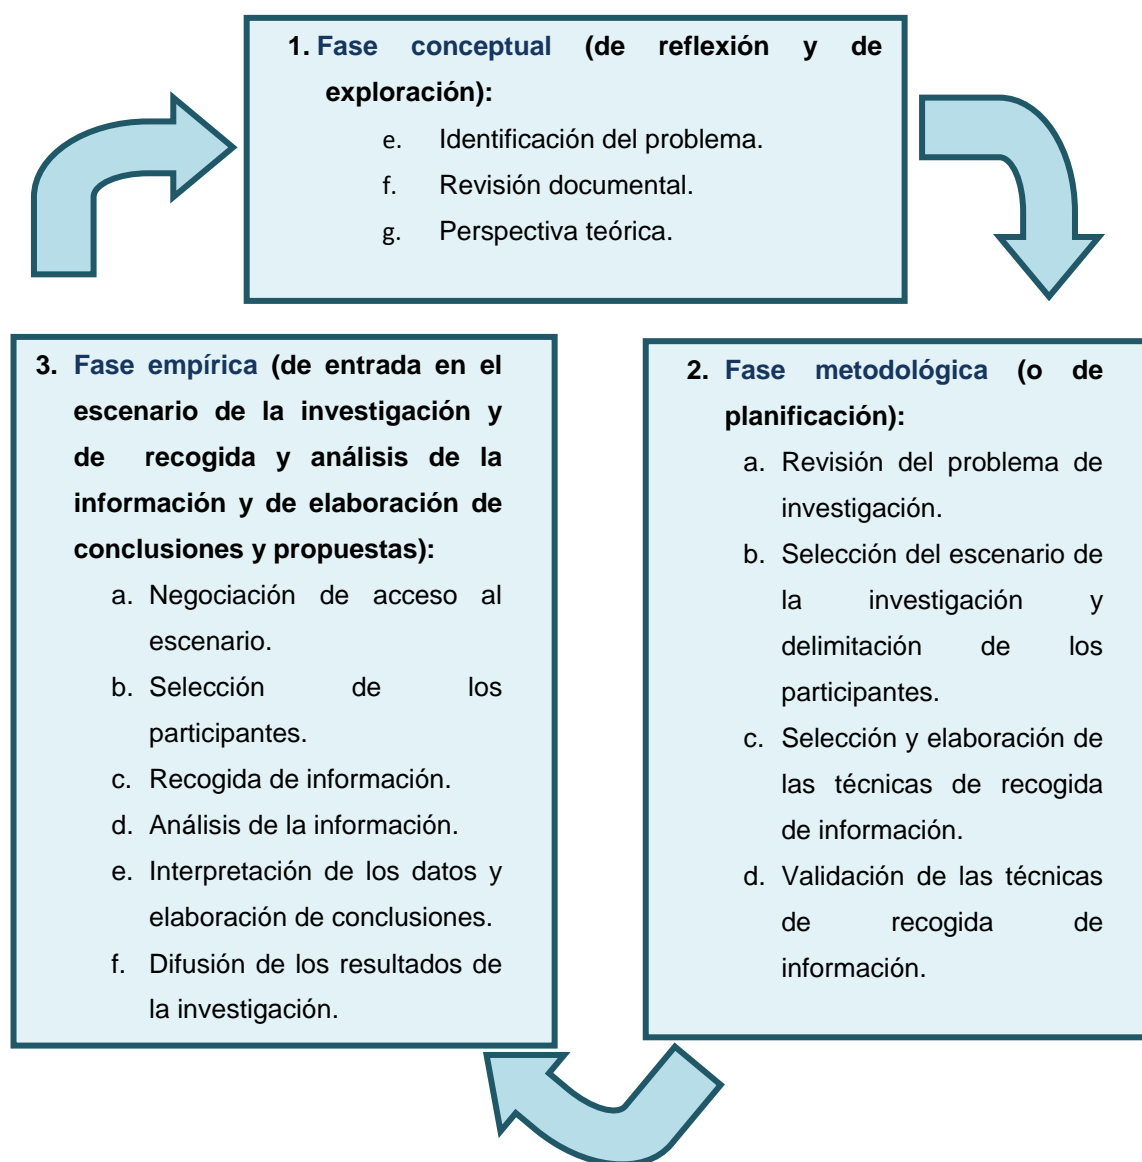 1. Fase conceptual (de reflexión y de
exploración):
e. Identificación del problema.
f. Revisión documental.
g. Perspectiva teórica.
3. Fase empírica (de entrada en el
escenario de la investigación y
de recogida y análisis de la
información y de elaboración de
conclusiones y propuestas):
a. Negociación de acceso al
escenario.
b. Selección de los
participantes.
c. Recogida de información.
d. Análisis de la información.
e. Interpretación de los datos y
elaboración de conclusiones.
f. Difusión de los resultados de
la investigación.
2. Fase metodológica (o de
planificación):
a. Revisión del problema de
investigación.
b. Selección del escenario de
la investigación y
delimitación de los
participantes.
c. Selección y elaboración de
las técnicas de recogida
de información.
d. Validación de las técnicas
de recogida de
información.